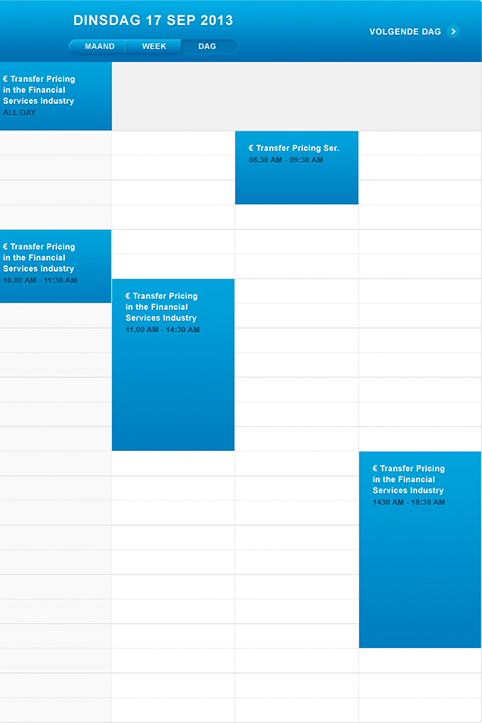 DINSDAG 17 SEP 2013
VOLGENDE DAG
MAAND WEEK DAG
€ Transfer Pricing
in the Financial
Services Industry
ALL DAY
€ Transfer Pricing Ser.
08.30 AM - 09:30 AM
€ Transfer Pricing
in the Financial
Services Industry
10.00 AM - 11:30 AM
€ Transfer Pricing
in the Financial
Services Industry
11.00 AM - 14:30 AM
€ Transfer Pricing
in the Financial
Services Industry
1430 AM - 18:30 AM